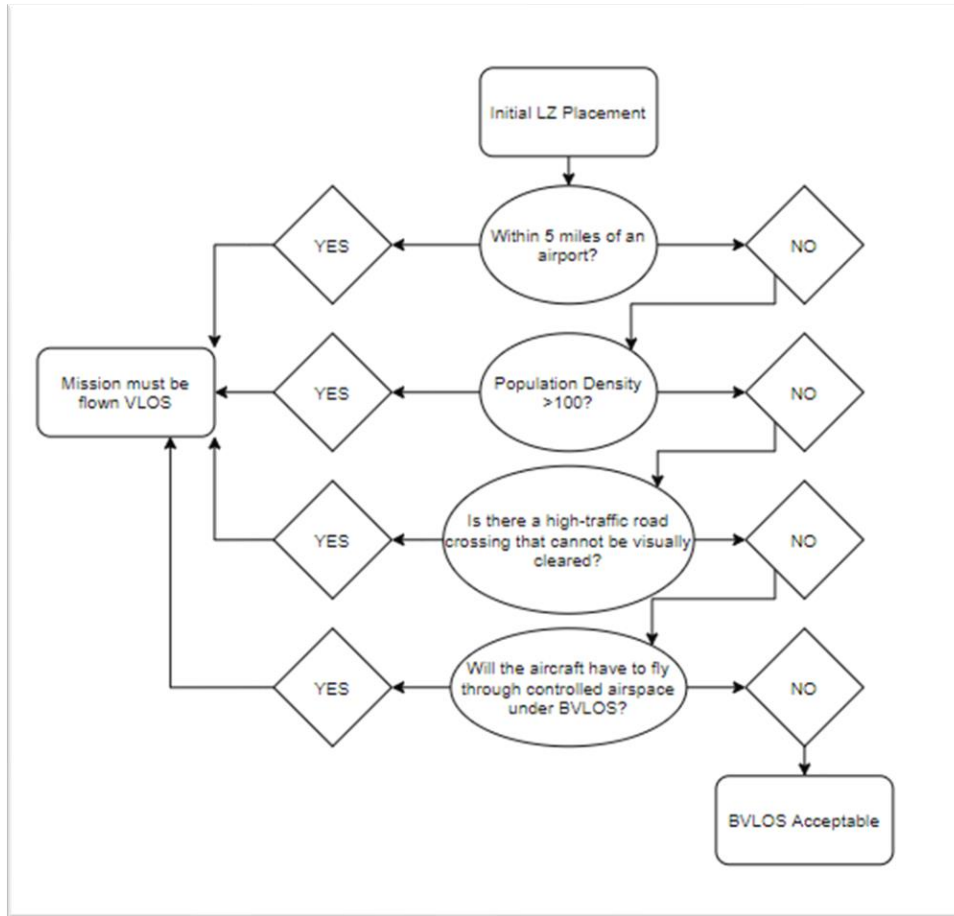 Initial LZ Placement
YES
Within 5 miles of an
airport?
NO
Mission must be
flown VLOS
YES
Population Density
>100?
NO
YES
Is there a high-traffic road
crossing that cannot be visually
cleared?
NO
YES
Will the aircraft have to fly
through controlled airspace
under BVLOS?
NO
BVLOS Acceptable